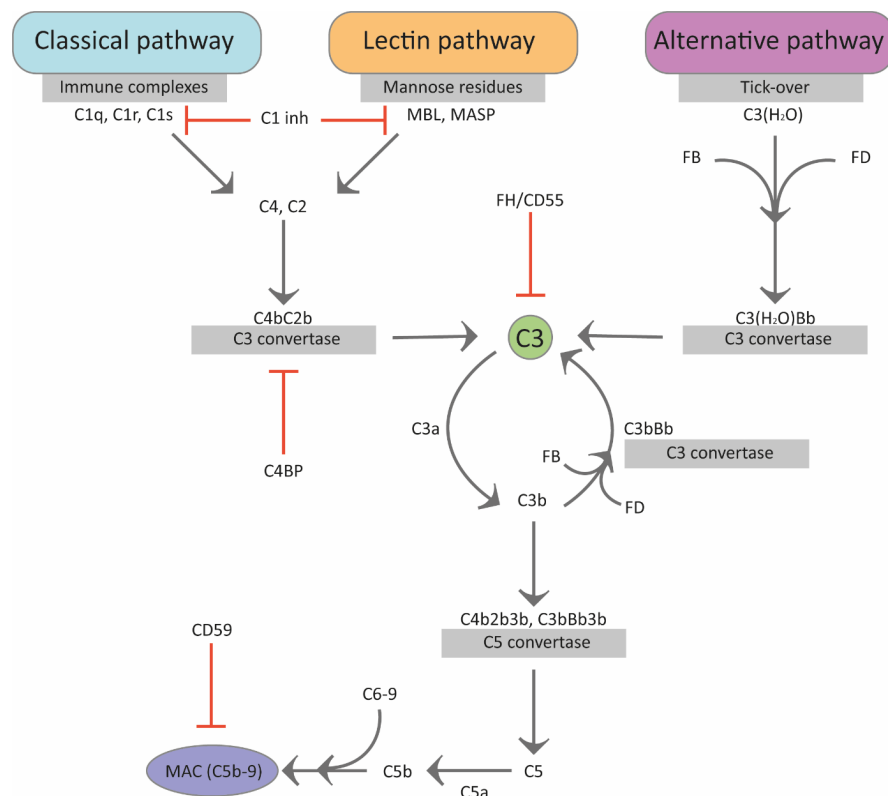 Classical pathway
Lectin pathway
Alternative pathway
Immune complexes
Mannose residues
Tick-over
C1q, C1r, C1s
C1 inh
MBL, MASP
C3(H₂O)
FB
FD
C4, C2
FH/CD55
C4bC2b
C3 convertase
C3
C3(H₂O)Bb
C3 convertase
C3a
C3bBb
C3 convertase
C4BP
FB
C3b
FD
C4b2b3b, C3bBb3b
C5 convertase
CD59
C6-9
MAC (C5b-9)
C5b
C5
C5a